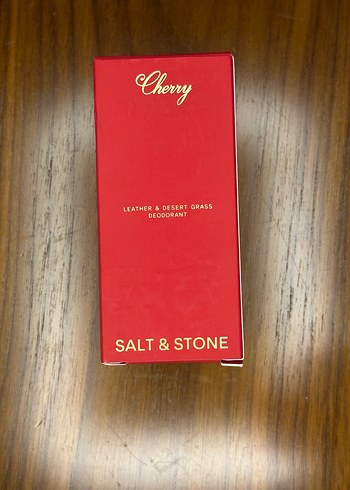 Cherry
LEATHER & DESERT GRASS
DEODORANT
SALT & STONE